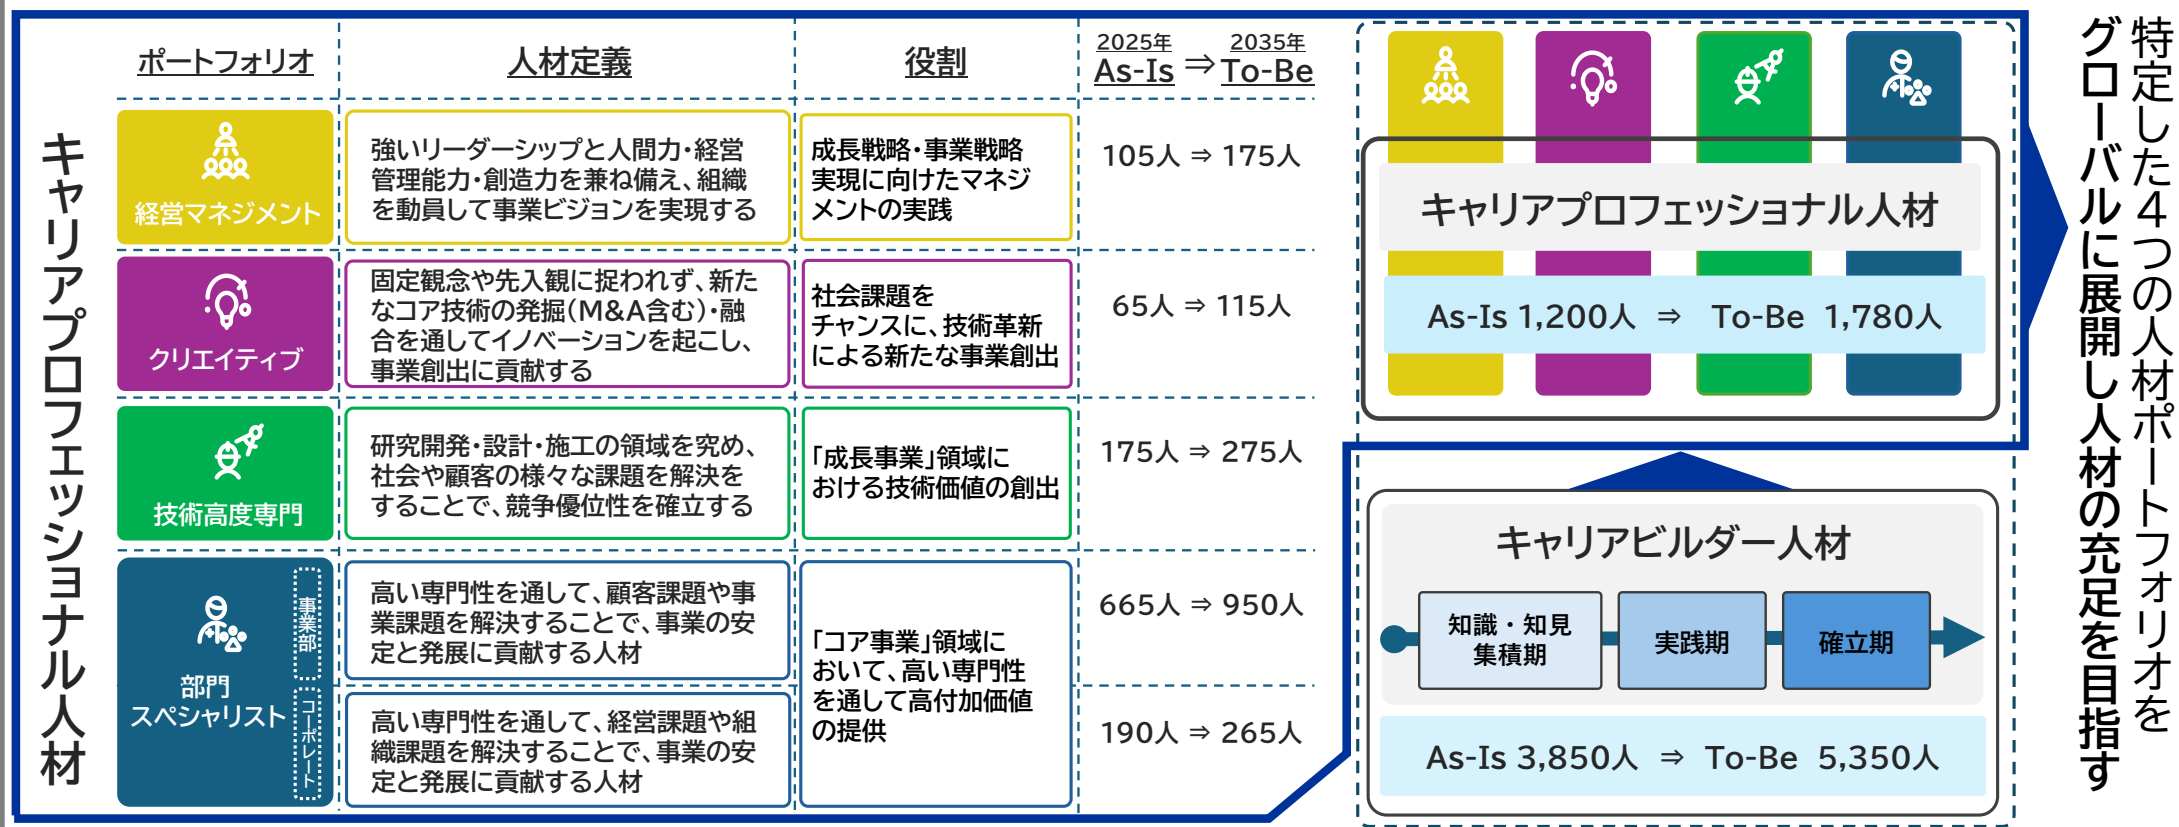 キャリアプロフェッショナル人材
ポートフォリオ
人材定義
役割
2025年
As-Is
⇒
2035年
To-Be
経営マネジメント
強いリーダーシップと人間力・経営
管理能力・創造力を兼ね備え、組織
を動員して事業ビジョンを実現する
成長戦略・事業戦略
実現に向けたマネジ
メントの実践
105人 ⇒ 175人
クリエイティブ
固定観念や先入観に捉われず、新た
なコア技術の発掘(M&A含む)・融
合を通してイノベーションを起こし、
事業創出に貢献する
社会課題を
チャンスに、技術革新
による新たな事業創出
65人 ⇒ 115人
技術高度専門
研究開発・設計・施工の領域を究め、
社会や顧客の様々な課題を解決を
することで、競争優位性を確立する
「成長事業」領域に
おける技術価値の創出
175人 ⇒ 275人
部門
スペシャリスト
事業部
高い専門性を通して、顧客課題や事
業課題を解決することで、事業の安
定と発展に貢献する人材
「コア事業」領域に
おいて、高い専門性
を通して高付加価値
の提供
665人 ⇒ 950人
コーポレート
高い専門性を通して、経営課題や組
織課題を解決することで、事業の安
定と発展に貢献する人材
190人 ⇒ 265人
キャリアプロフェッショナル人材
As-Is 1,200人 ⇒ To-Be 1,780人
キャリアビルダー人材
知識・知見
集積期
実践期
確立期
As-Is 3,850人 ⇒ To-Be 5,350人
特定した4つの人材ポートフォリオを
グローバルに展開し人材の充足を目指す